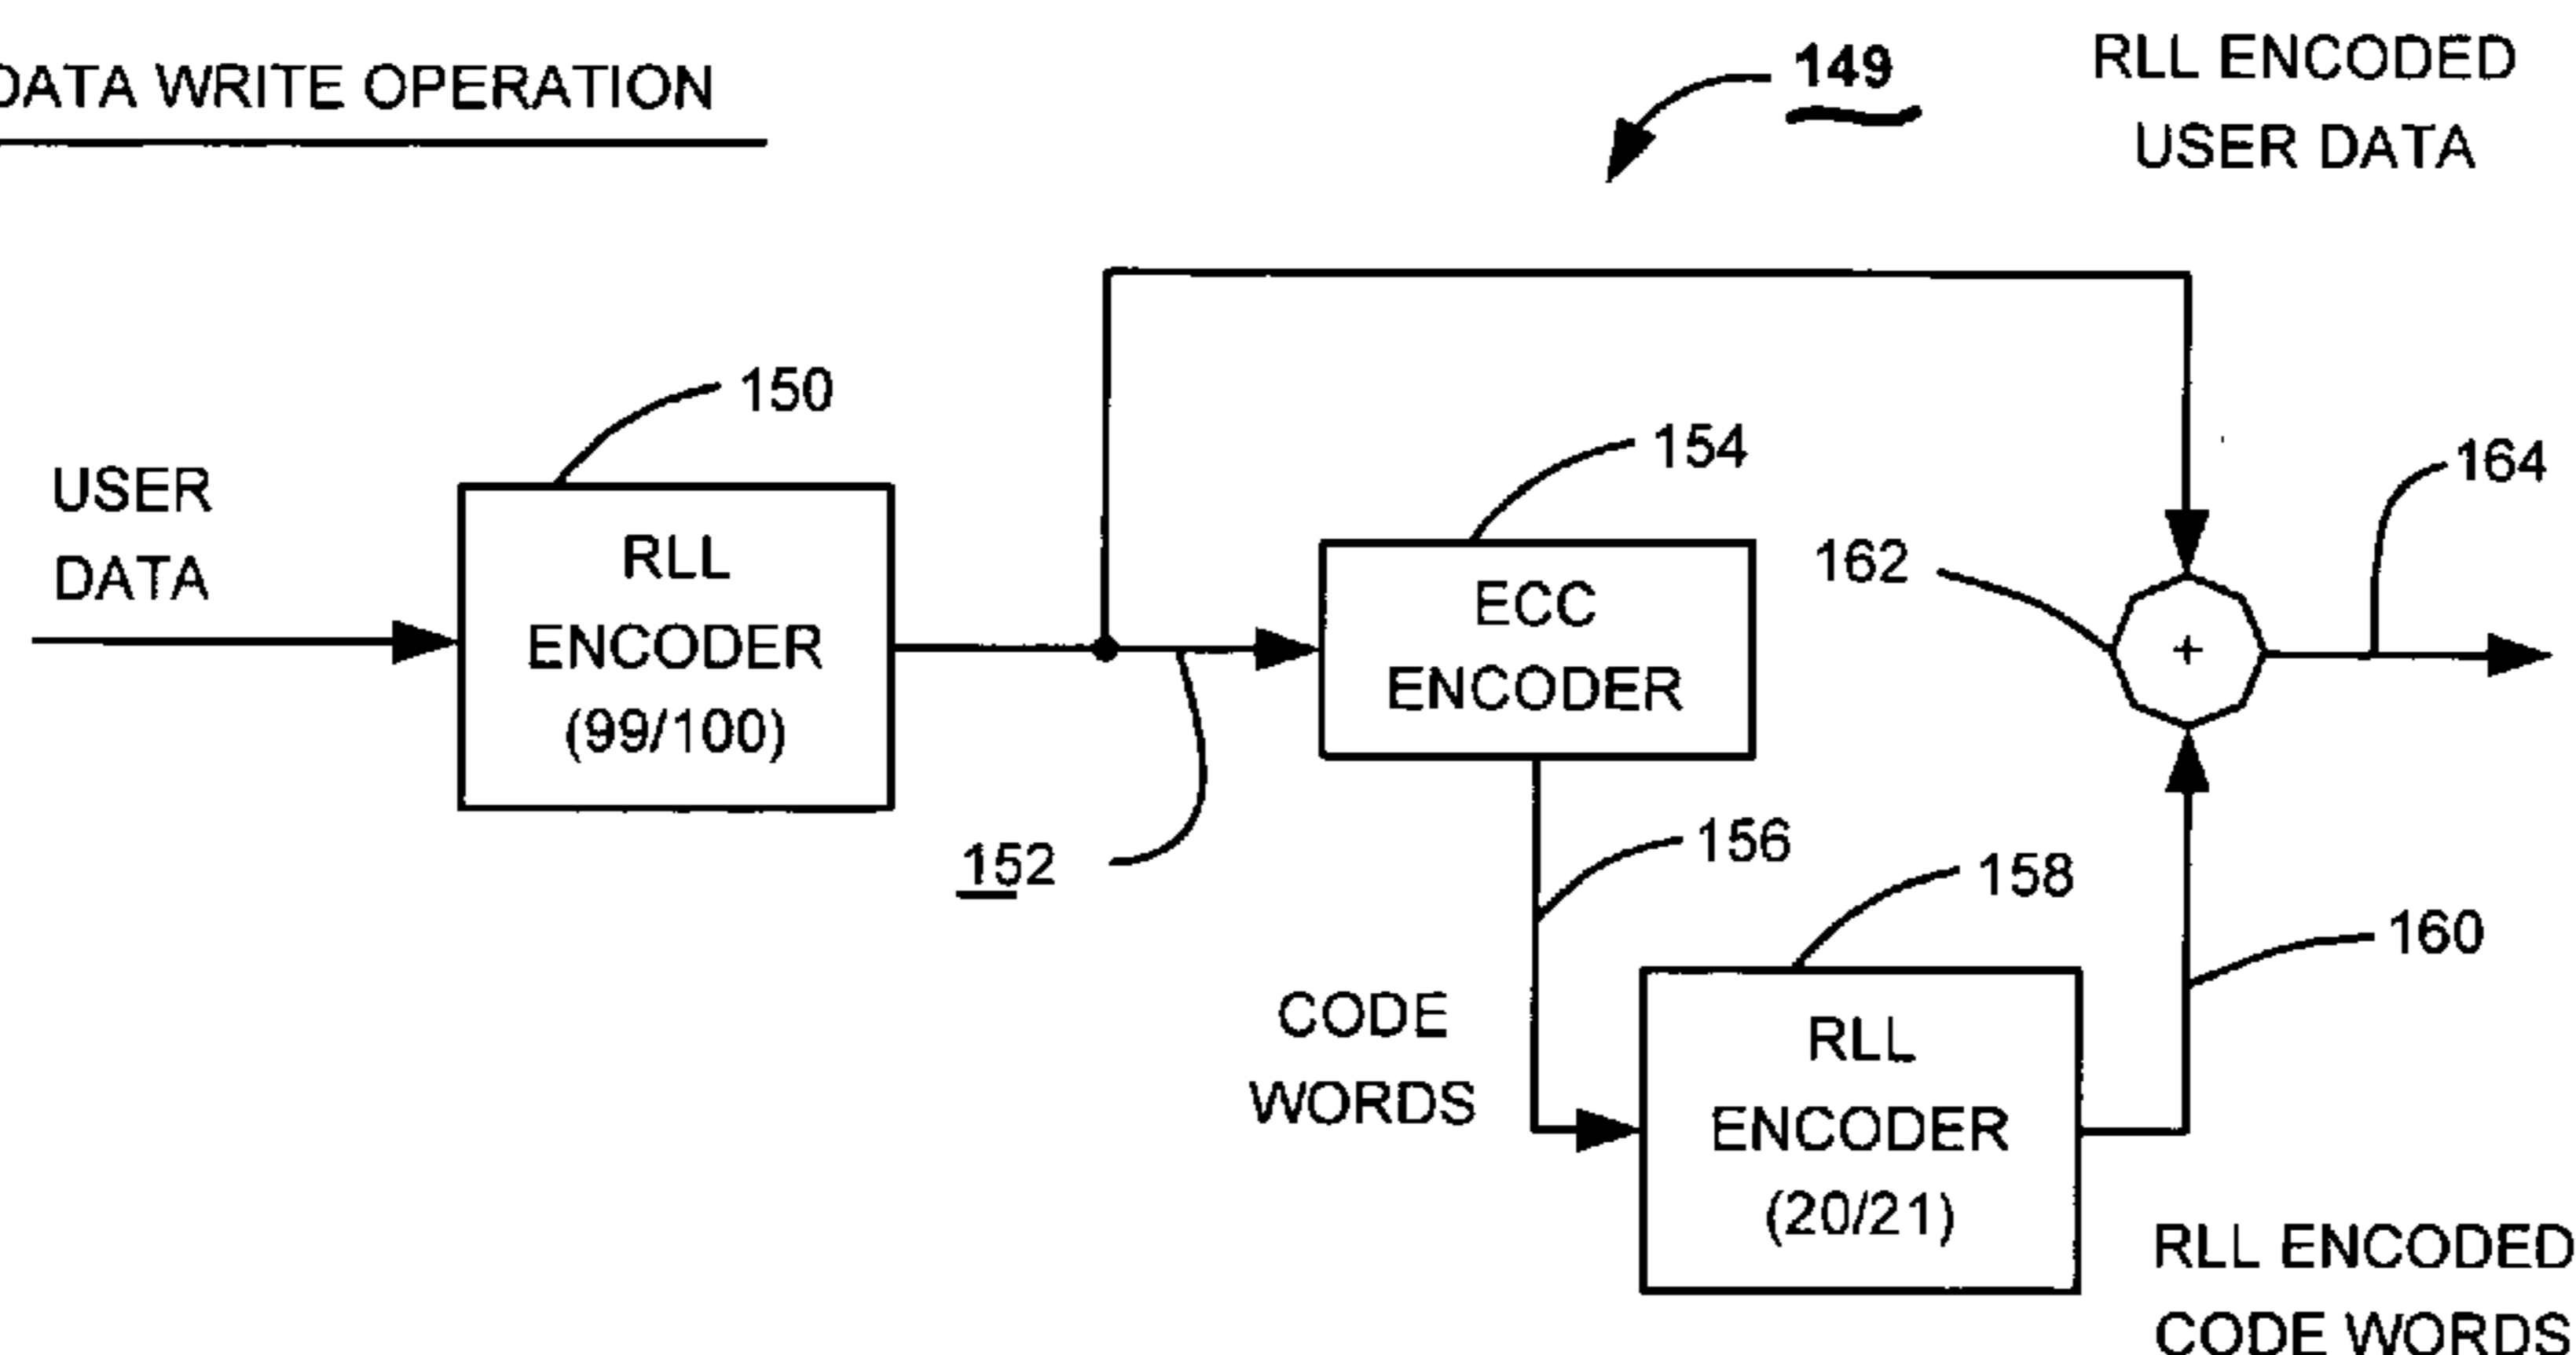 DATA WRITE OPERATION
149
RLL ENCODED
USER DATA
150
USER
DATA
RLL
ENCODER
(99/100)
154
ECC
ENCODER
162
164
152
156
158
160
CODE
WORDS
RLL
ENCODER
(20/21)
+
RLL ENCODED
CODE WORDS